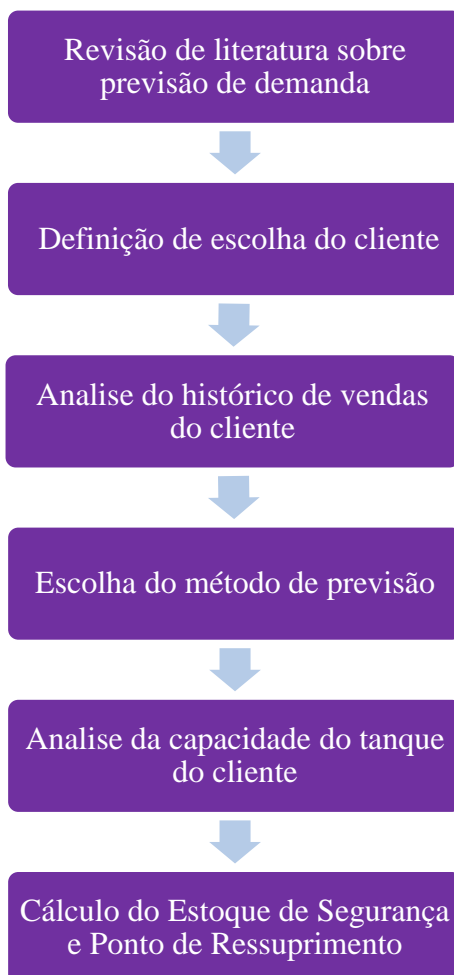 Revisão de literatura sobre
previsão de demanda
Definição de escolha do cliente
Analise do histórico de vendas
do cliente
Escolha do método de previsão
Analise da capacidade do tanque
do cliente
Cálculo do Estoque de Segurança
e Ponto de Ressuprimento